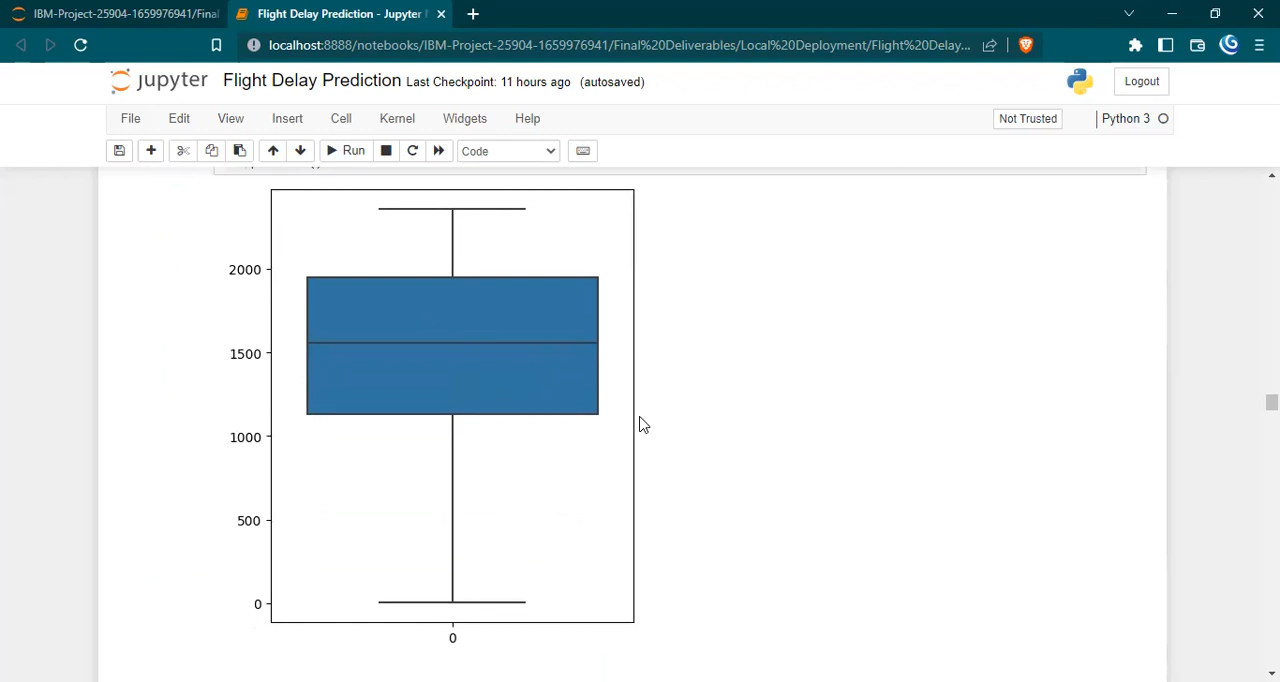 IBM-Project-25904-1659976941/Final
Flight Delay Prediction - Jupyter
localhost:8888/notebooks/IBM-Project-25904-1659976941/Final%20Deliverables/Local%20Deployment/Flight%20Delay...
jupyter Flight Delay Prediction Last Checkpoint: 11 hours ago (autosaved)
Logout
File Edit View Insert Cell Kernel Widgets Help
Not Trusted
Python 3
Run
Code
2000
1500
1000
500
0
0